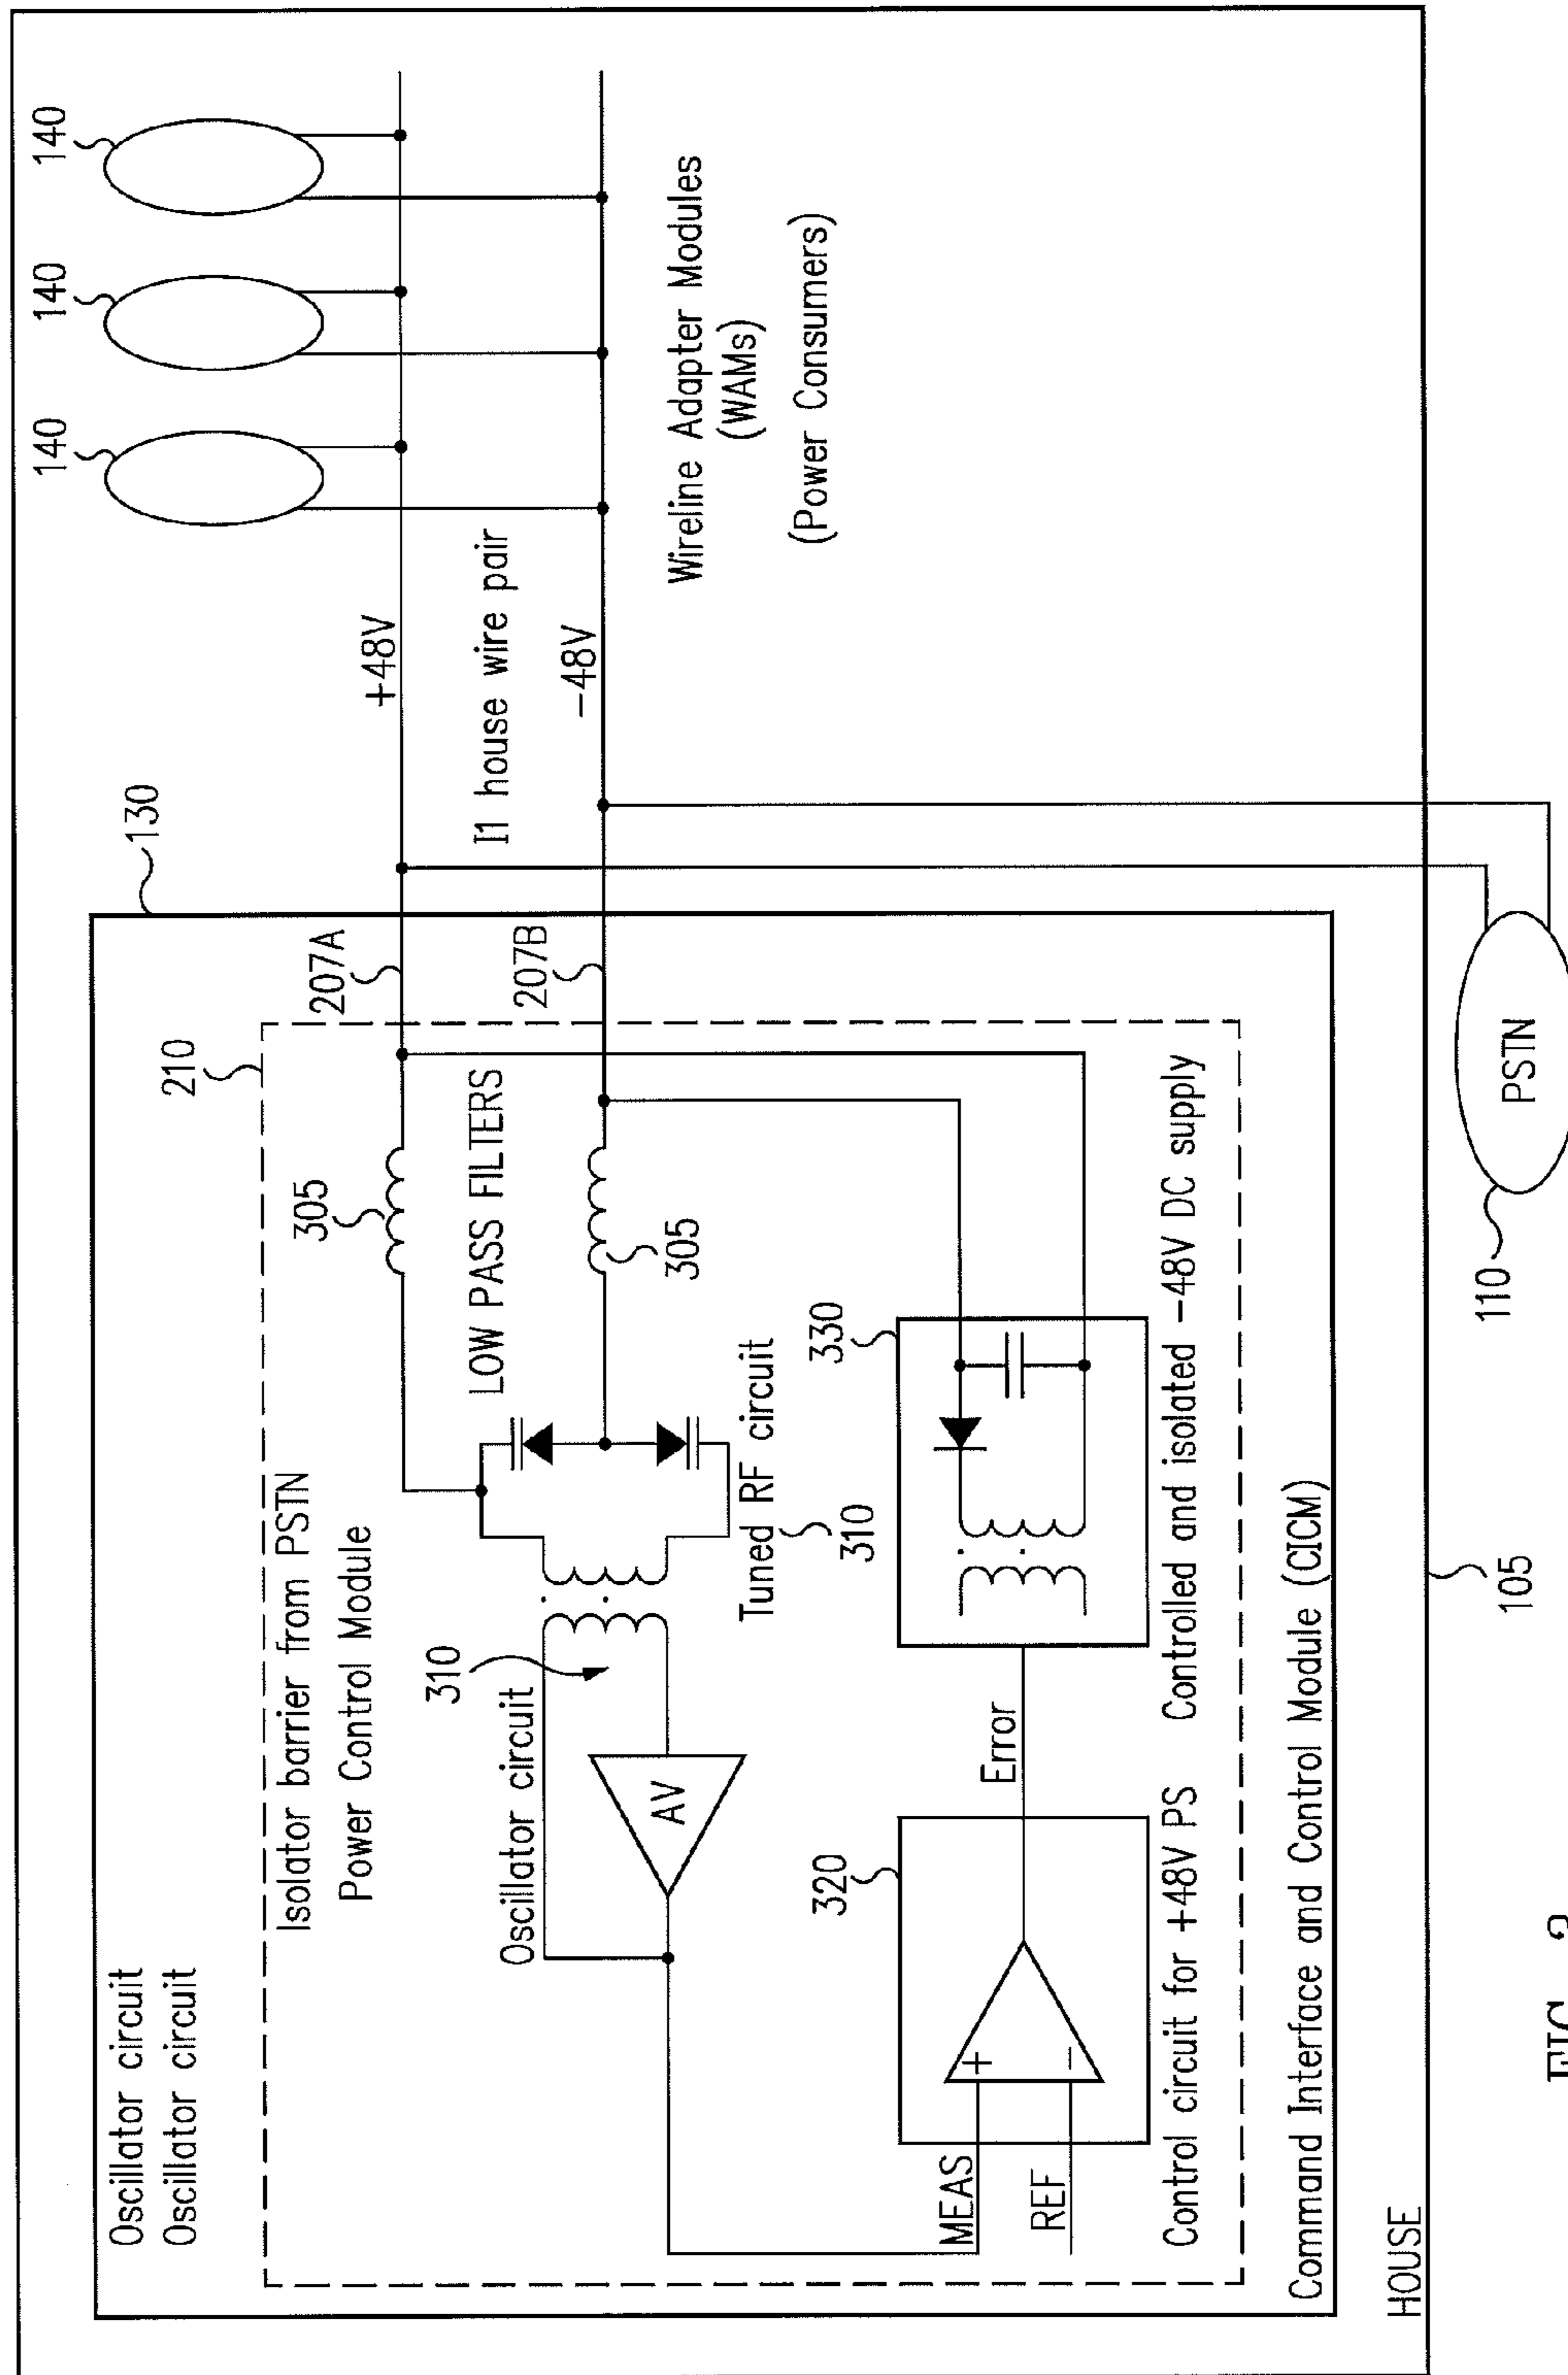 Oscillator circuit
Oscillator circuit
130
140
140
140
210
Isolator barrier from PSTN
Power Control Module
207A
+48V
305
I1 house wire pair
LOW PASS FILTERS
207B
-48V
310
Oscillator circuit
305
Wireline Adapter Modules
(WAMs)
(Power Consumers)
AV
Tuned RF circuit
310
320
330
MEAS
Error
REF
Control circuit for +48V PS
Controlled and isolated -48V DC supply
Command Interface and Control Module (CICM)
HOUSE
105
110
PSTN